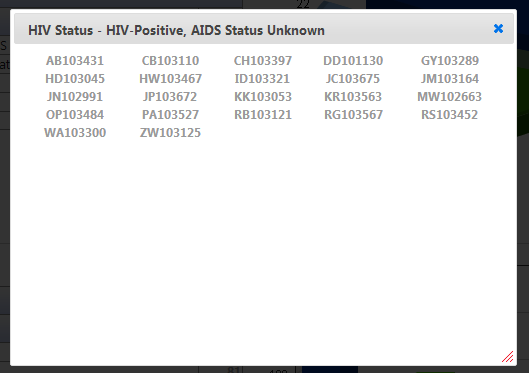 22
HIV Status - HIV-Positive, AIDS Status Unknown
AB103431 CB103110 CH103397 DD101130 GY103289
HD103045 HW103467 ID103321 JC103675 JM103164
JN102991 JP103672 KK103053 KR103563 MW102663
OP103484 PA103527 RB103121 RG103567 RS103452
WA103300 ZW103125